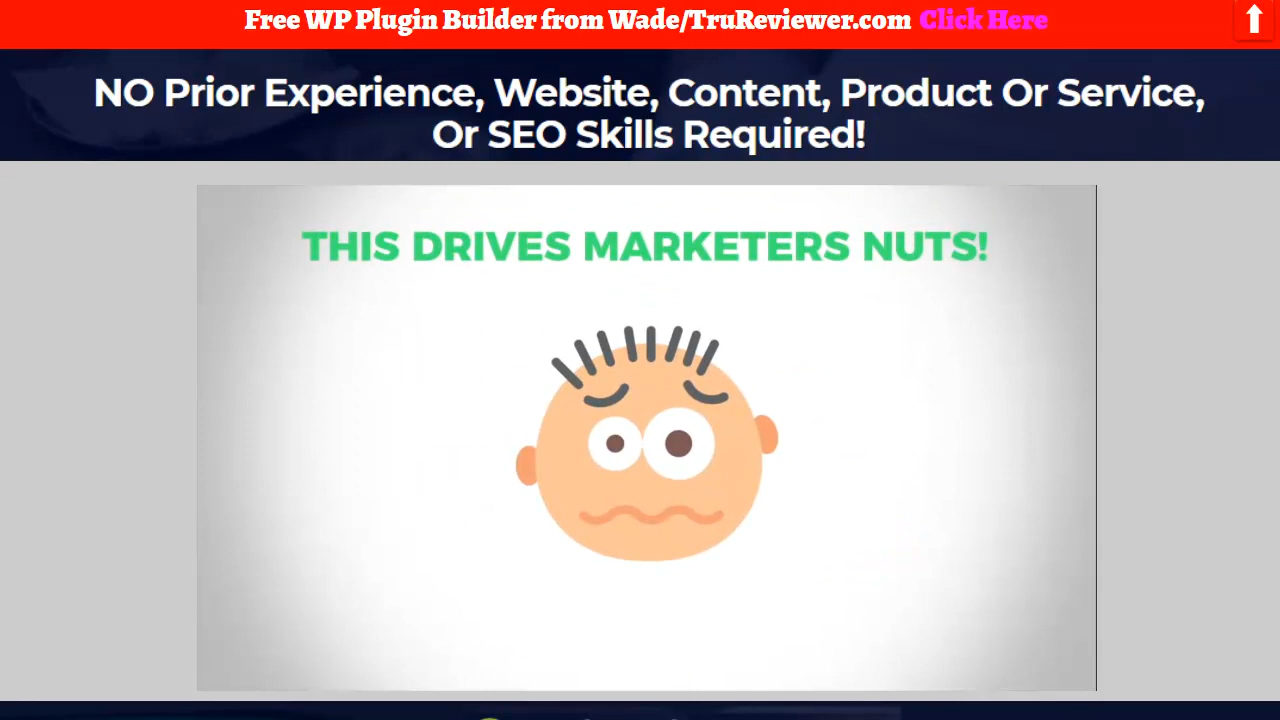 Free WP Plugin Builder from Wade/TruReviewer.com Click Here
NO Prior Experience, Website, Content, Product Or Service,
Or SEO Skills Required!
THIS DRIVES MARKETERS NUTS!